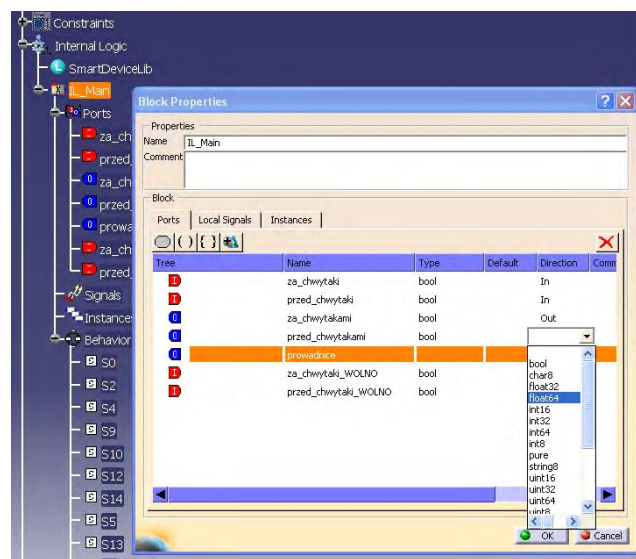 Constraints
Internal Logic
SmartDeviceLib
IL_Main
Ports
za_ch
przed_
za_ch
przed_
prowa
za_ch
przed_
Signals
Instance
Behavior
S0
S2
S4
S9
S10
S12
S14
S5
S13
Block Properties
Properties
Name IL_Main
Comment
Block
Ports Local Signals Instances
Tree Name Type Default Direction Comm
I za_chwytaki bool In
I przed_chwytaki bool In
O za_chwytakami bool Out
O przed_chwytakami bool
O prowadnice
I za_chwytaki_WOLNO bool
I przed_chwytaki_WOLNO bool
bool
char8
float32
float64
int16
int32
int64
int8
pure
string8
uint16
uint32
uint64
uint8
OK Cancel